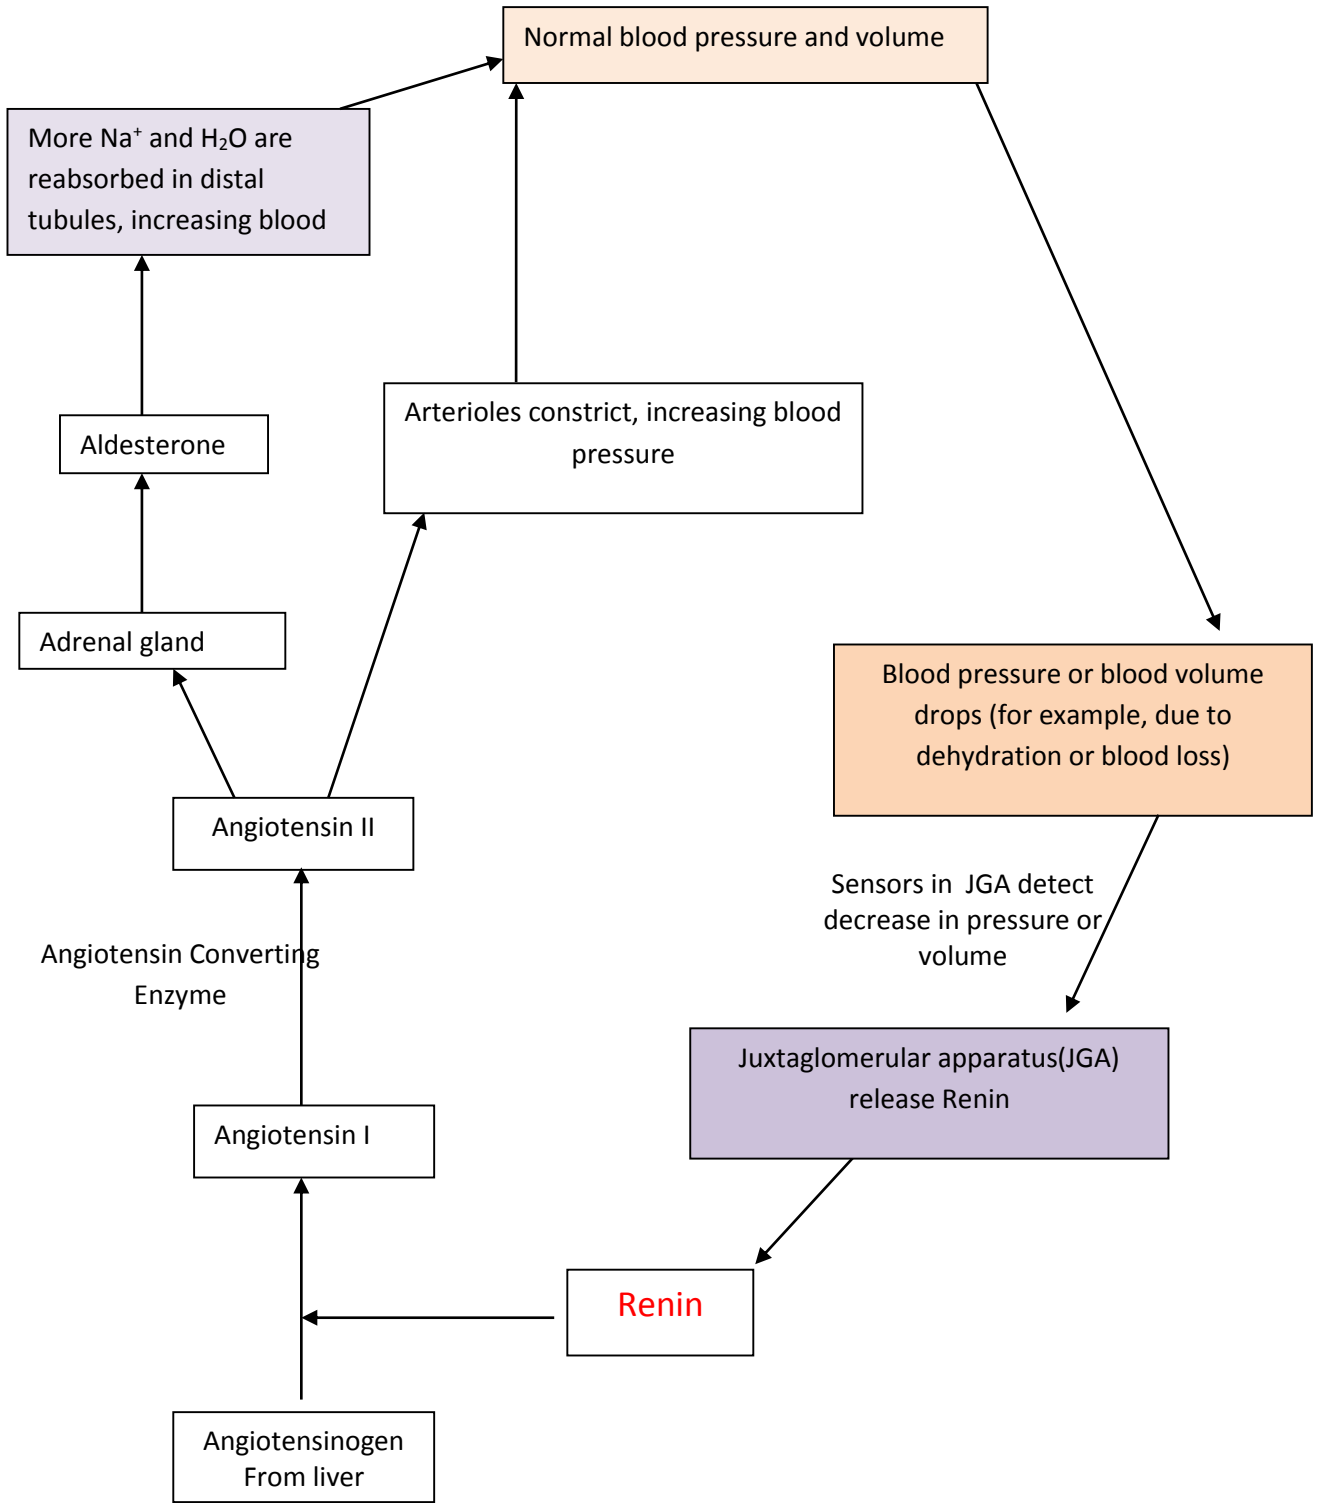 Normal blood pressure and volume
More Na⁺ and H₂O are
reabsorbed in distal
tubules, increasing blood
Arterioles constrict, increasing blood
pressure
Aldesterone
Adrenal gland
Blood pressure or blood volume
drops (for example, due to
dehydration or blood loss)
Angiotensin II
Sensors in JGA detect
decrease in pressure or
volume
Angiotensin Converting
Enzyme
Juxtaglomerular apparatus(JGA)
release Renin
Angiotensin I
Renin
Angiotensinogen
From liver